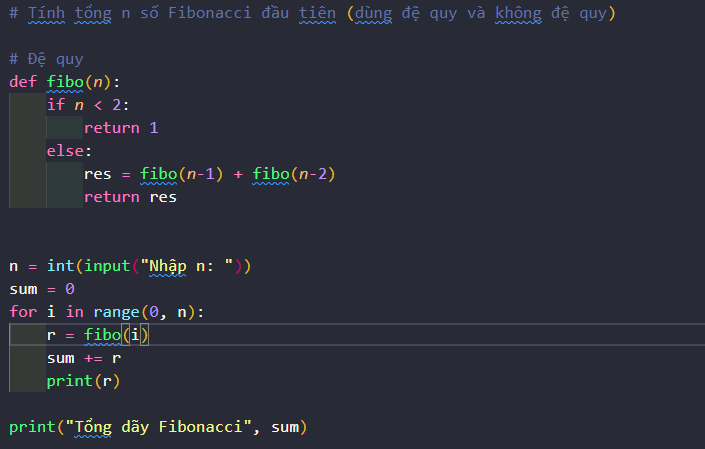 # Tính tổng n số Fibonacci đầu tiên (dùng đệ quy và không đệ quy)
# Đệ quy
def fibo(n):
    if n < 2:
        return 1
    else:
        res = fibo(n-1) + fibo(n-2)
        return res
n = int(input("Nhập n: "))
sum = 0
for i in range(0, n):
    r = fibo(i)
    sum += r
    print(r)
print("Tổng dãy Fibonacci", sum)